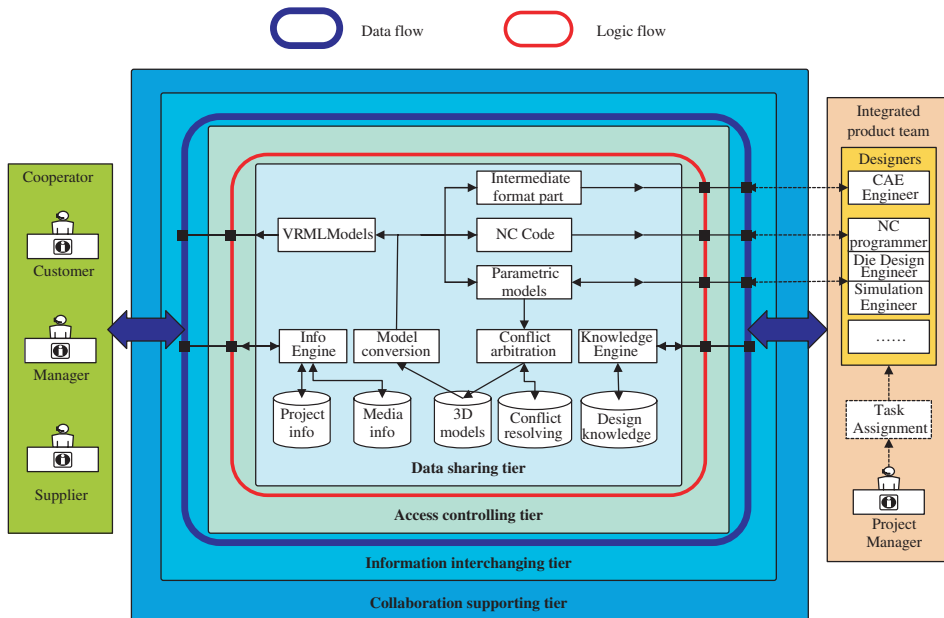 Data flow
Logic flow
Cooperator
Customer
Manager
Supplier
Intermediate
format part
VRMLModels
NC Code
Parametric
models
Info
Engine
Model
conversion
Conflict
arbitration
Knowledge
Engine
Project
info
Media
info
3D
models
Conflict
resolving
Design
knowledge
Data sharing tier
Access controlling tier
Information interchanging tier
Collaboration supporting tier
Integrated
product team
Designers
CAE
Engineer
NC
programmer
Die Design
Engineer
Simulation
Engineer
......
Task
Assignment
Project
Manager